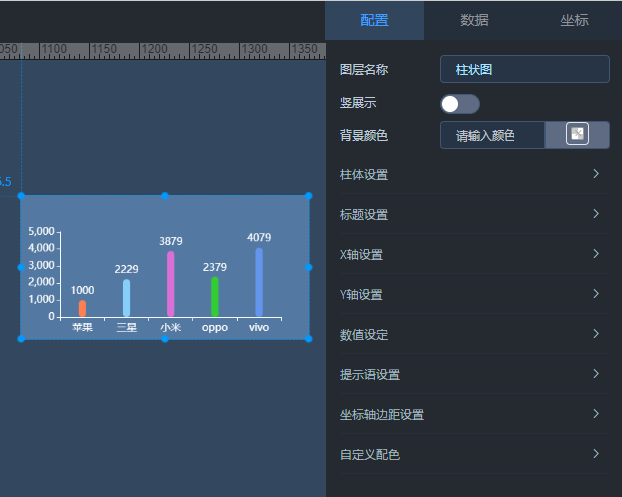 配置 数据 坐标
050 1100 1150 1200 1250 1300 1350
图层名称 柱状图
竖展示
背景颜色 请输入颜色
柱体设置
标题设置
X轴设置
Y轴设置
数值设定
提示语设置
坐标轴边距设置
自定义配色
5.5
5,000
4,000
3,000
2,000
1,000
0
1000 2229 3879 2379 4079
苹果 三星 小米 oppo vivo